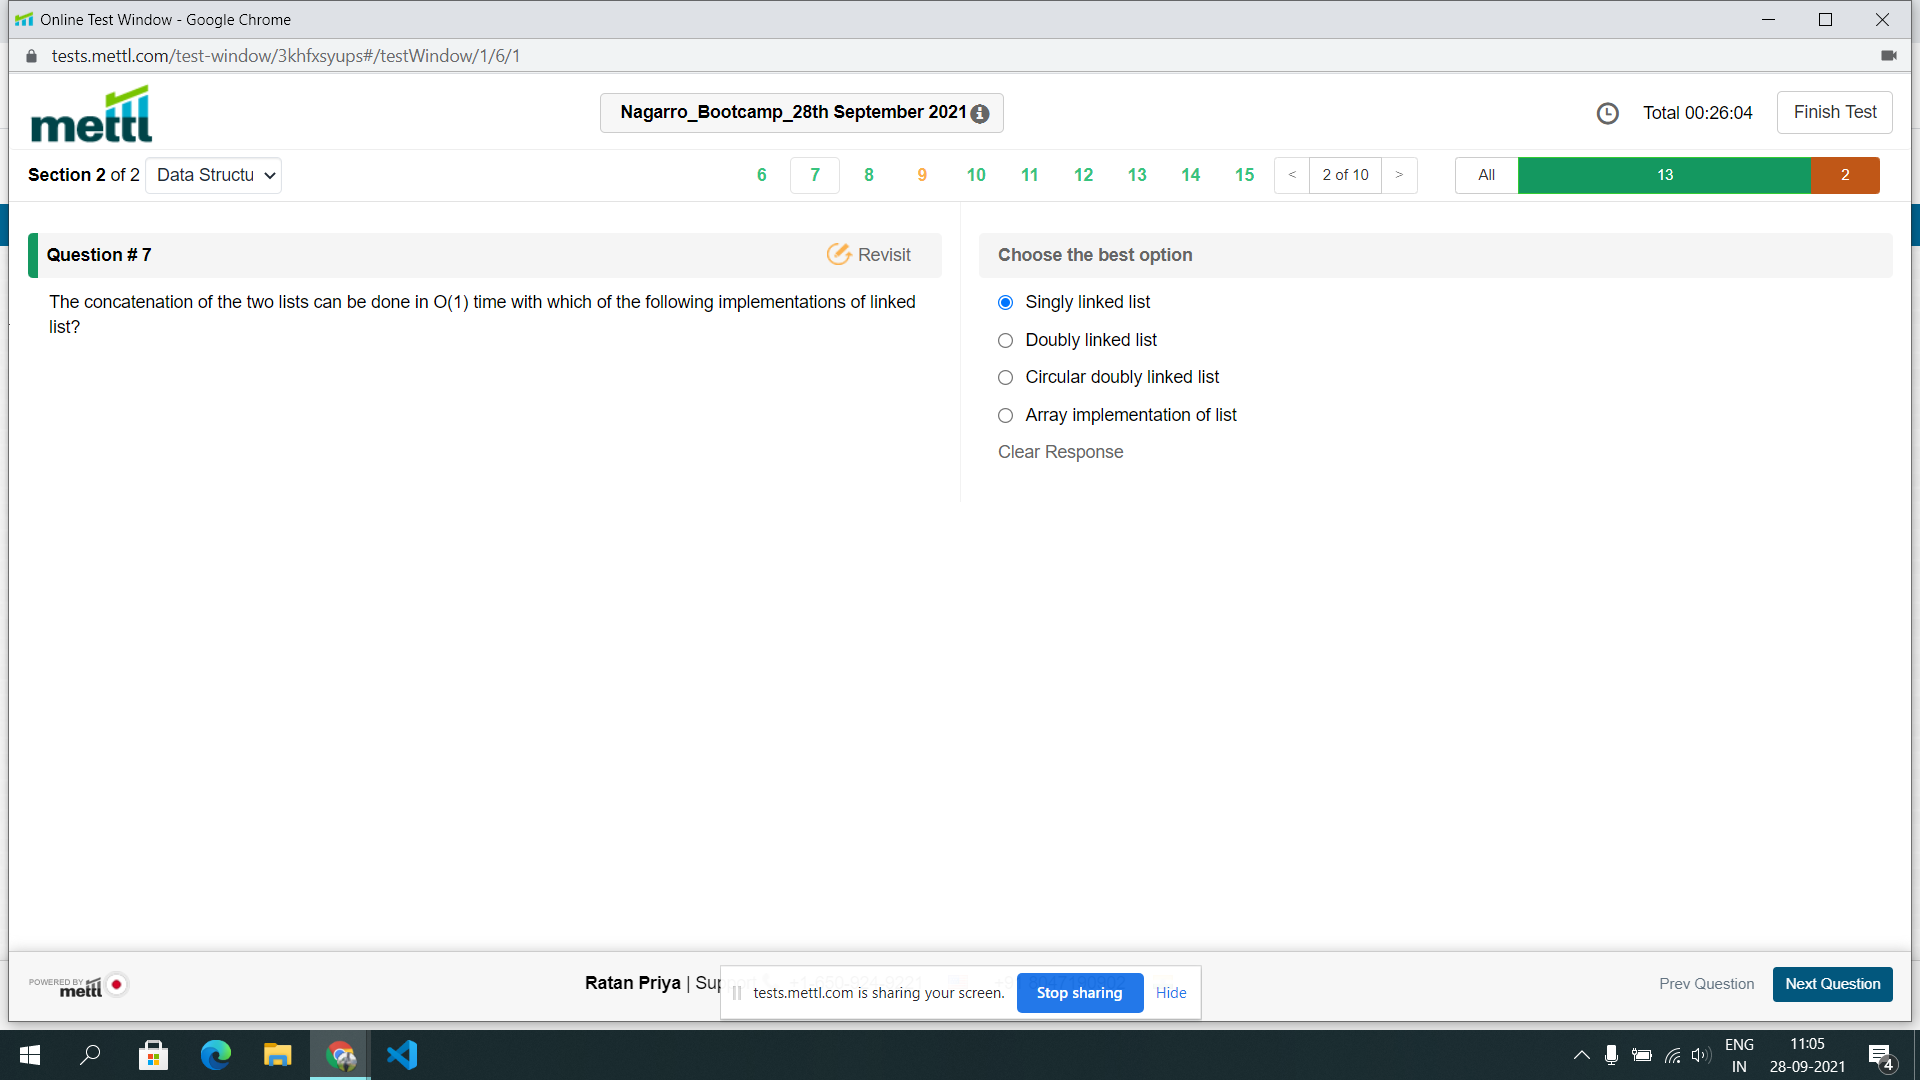 Online Test Window - Google Chrome
tests.mettl.com/test-window/3khfxsyups#/testWindow/1/6/1
mettl
Nagarro_Bootcamp_28th September 2021
Total 00:26:04
Finish Test
Section 2 of 2
Data Structu
6 7 8 9 10 11 12 13 14 15 < 2 of 10 >
All 13 2
Question # 7
Revisit
The concatenation of the two lists can be done in O(1) time with which of the following implementations of linked
list?
Choose the best option
Singly linked list
Doubly linked list
Circular doubly linked list
Array implementation of list
Clear Response
POWERED BY mettl
Ratan Priya |
tests.mettl.com is sharing your screen.
Stop sharing
Hide
Prev Question
Next Question
ENG
IN
11:05
28-09-2021
4